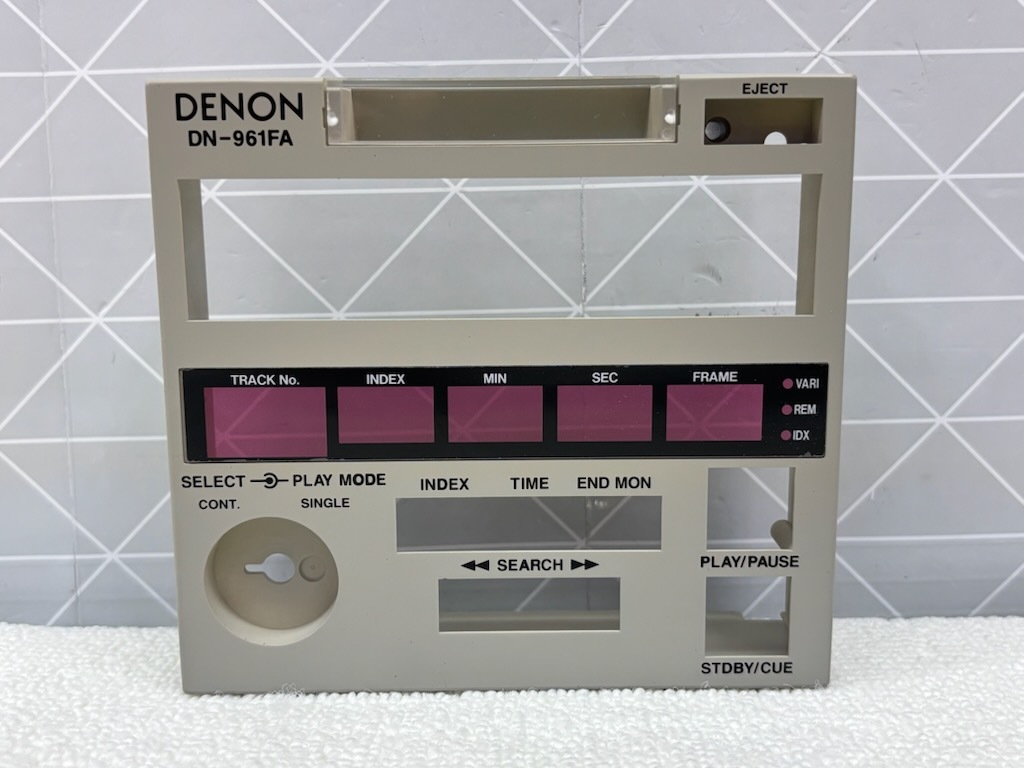 DENON
DN-961FA
EJECT
TRACK No. INDEX MIN SEC FRAME
VARI
REM
IDX
SELECT PLAY MODE
CONT. SINGLE
INDEX TIME END MON
◀◀ SEARCH ▶▶
PLAY/PAUSE
STDBY/CUE